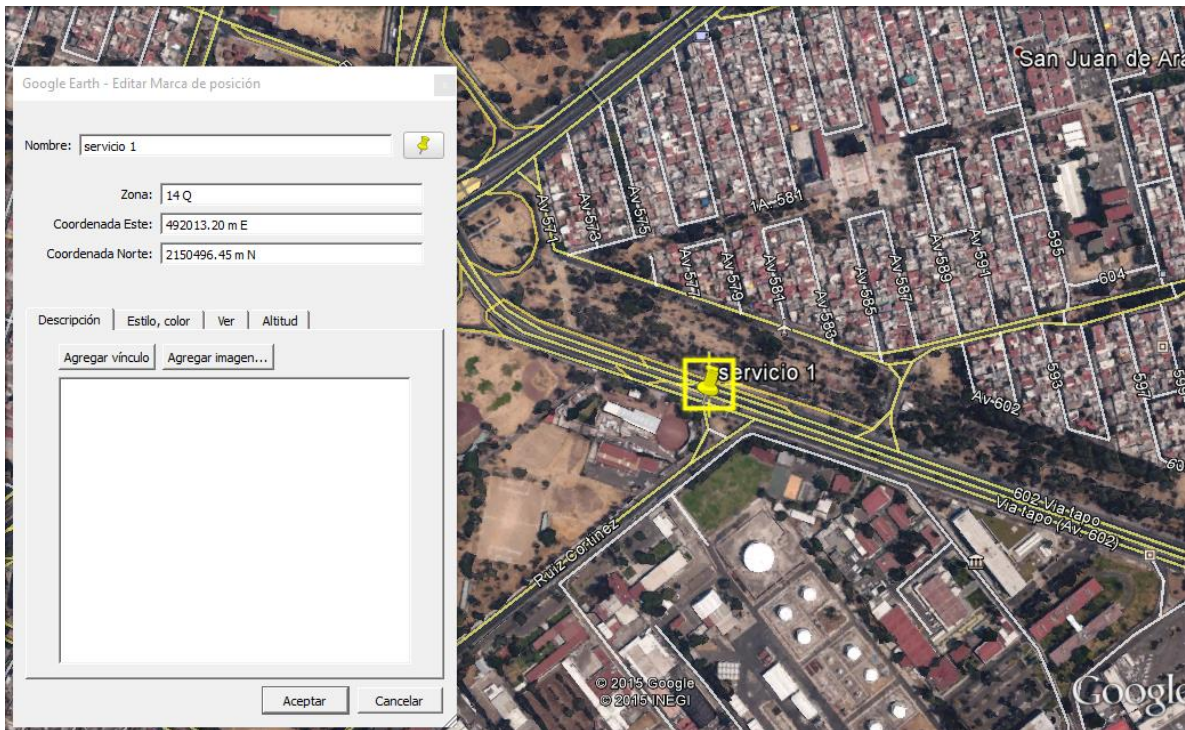 Google Earth - Editar Marca de posición
Nombre: servicio 1
Zona: 14 Q
Coordenada Este: 492013.20 m E
Coordenada Norte: 2150496.45 m N
Descripción Estilo, color Ver Altitud
Agregar vínculo Agregar imagen...
Aceptar Cancelar
San Juan de Ara
Av 571
Av 573
Av 575
1A. 581
Av 577
Av 579
Av 581
Av 583
Av 585
Av 587
Av 589
Av 591
595
604
servicio 1
593
597
599
Av 602
60
602 Via tapo
Via tapo (Av. 602)
Ruiz Cortinez
© 2015 Google
© 2015 INEGI
Google